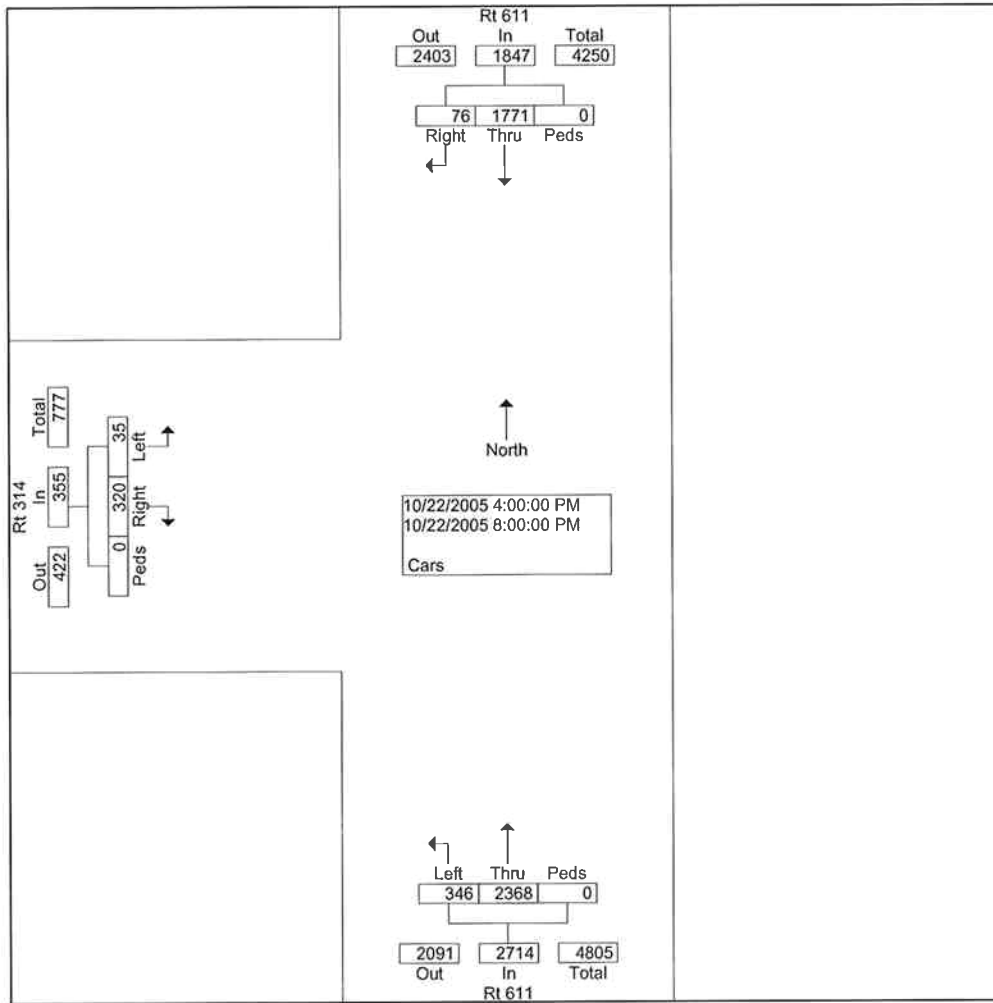 Rt 611
Out In Total
2403 1847 4250
76 1771 0
Right Thru Peds
Rt 314
Out In Total
422 355 777
0 320 35
Peds Right Left
North
10/22/2005 4:00:00 PM
10/22/2005 8:00:00 PM
Cars
Left Thru Peds
346 2368 0
2091 2714 4805
Out In Total
Rt 611